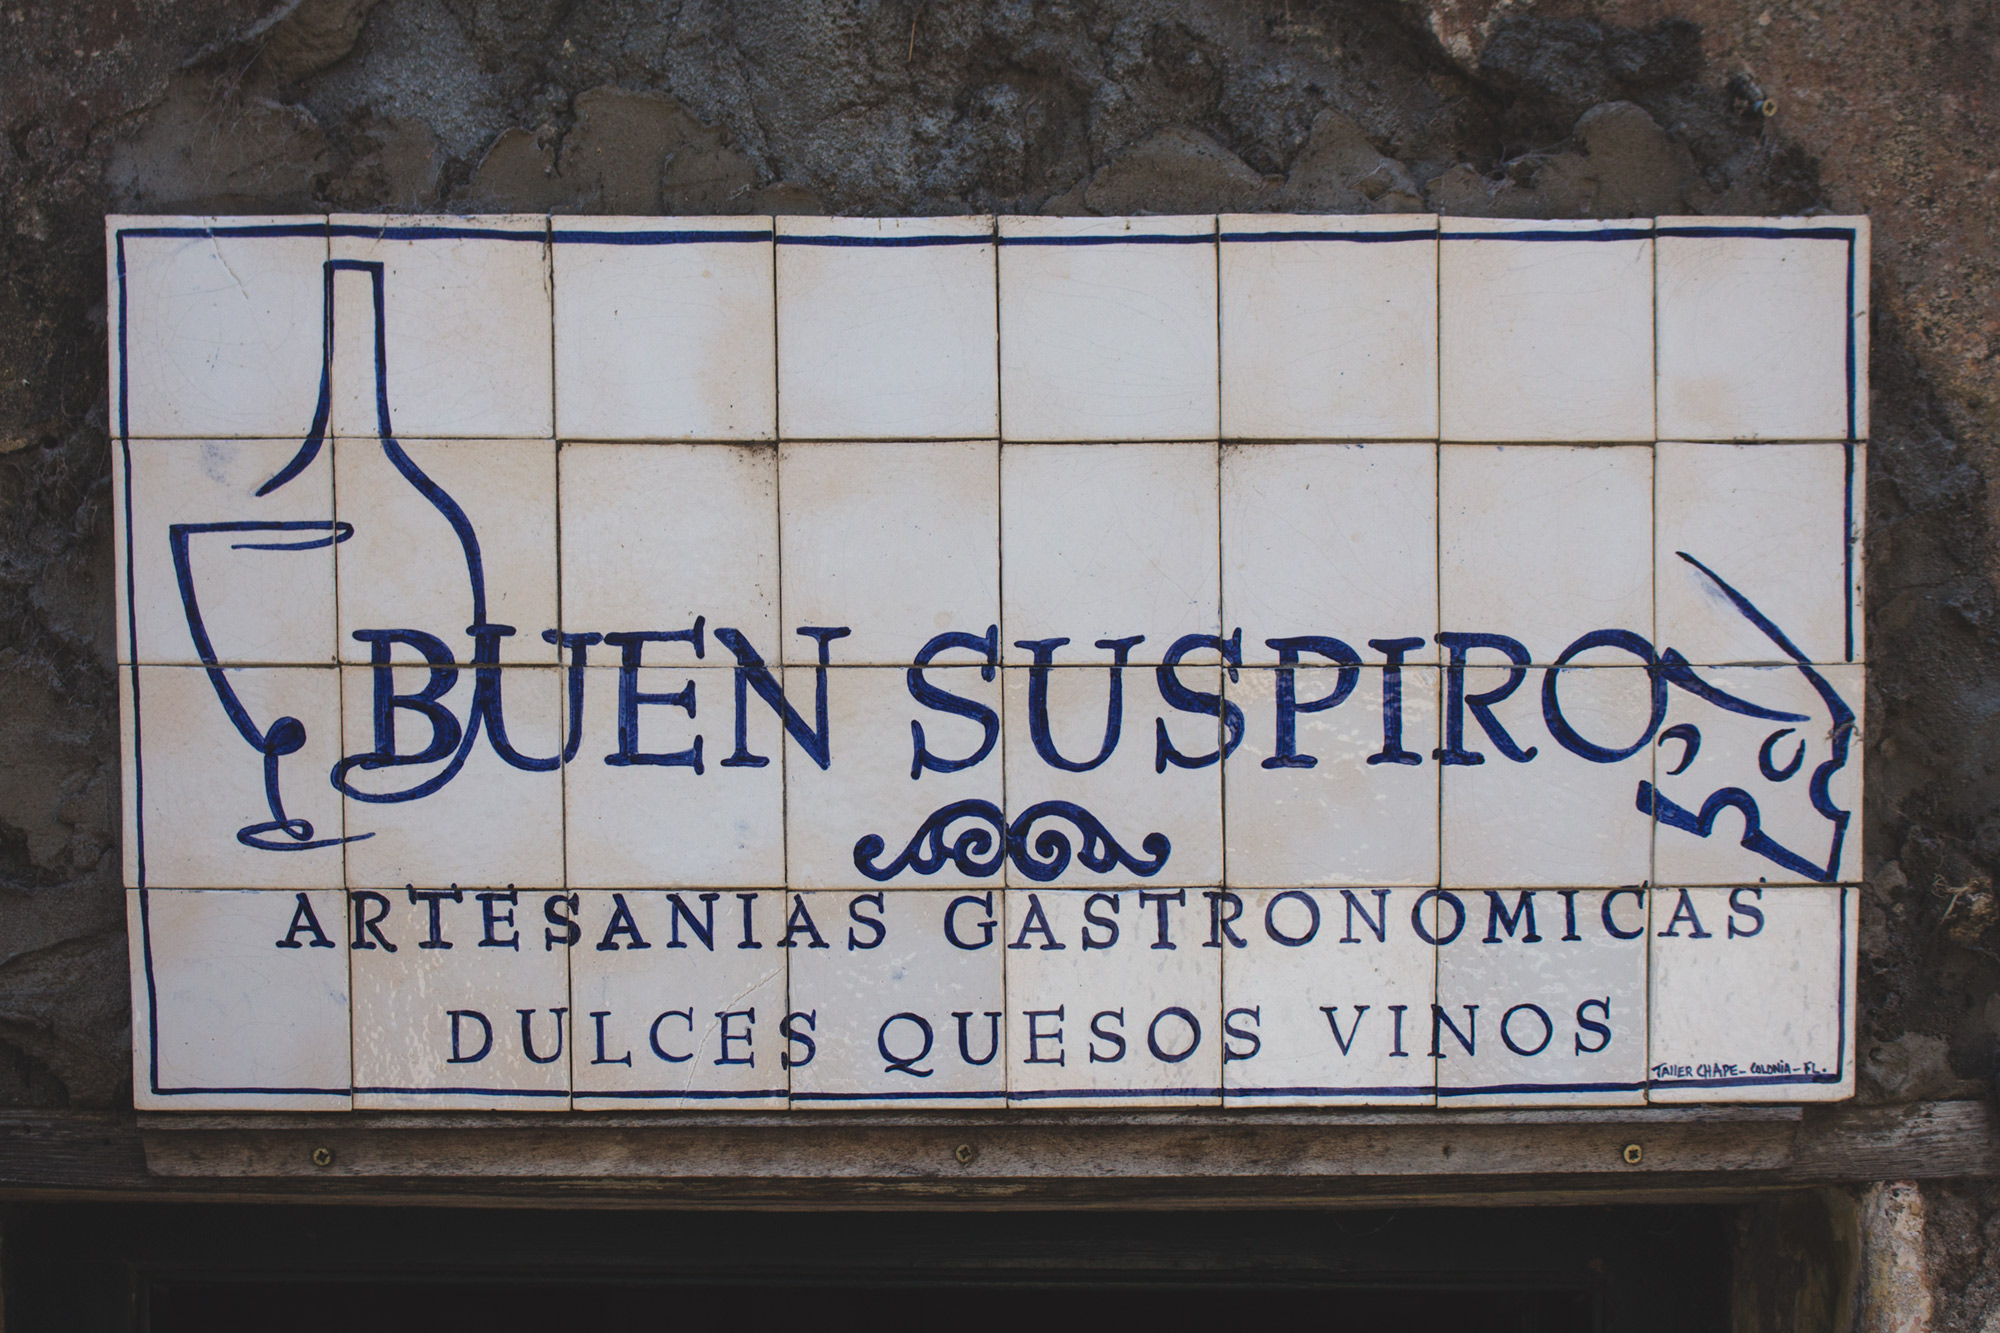 BUEN SUSPIRO
ARTESANIAS GASTRONOMICAS
DULCES QUESOS VINOS
TALLER CHAPE - COLONIA - FL.